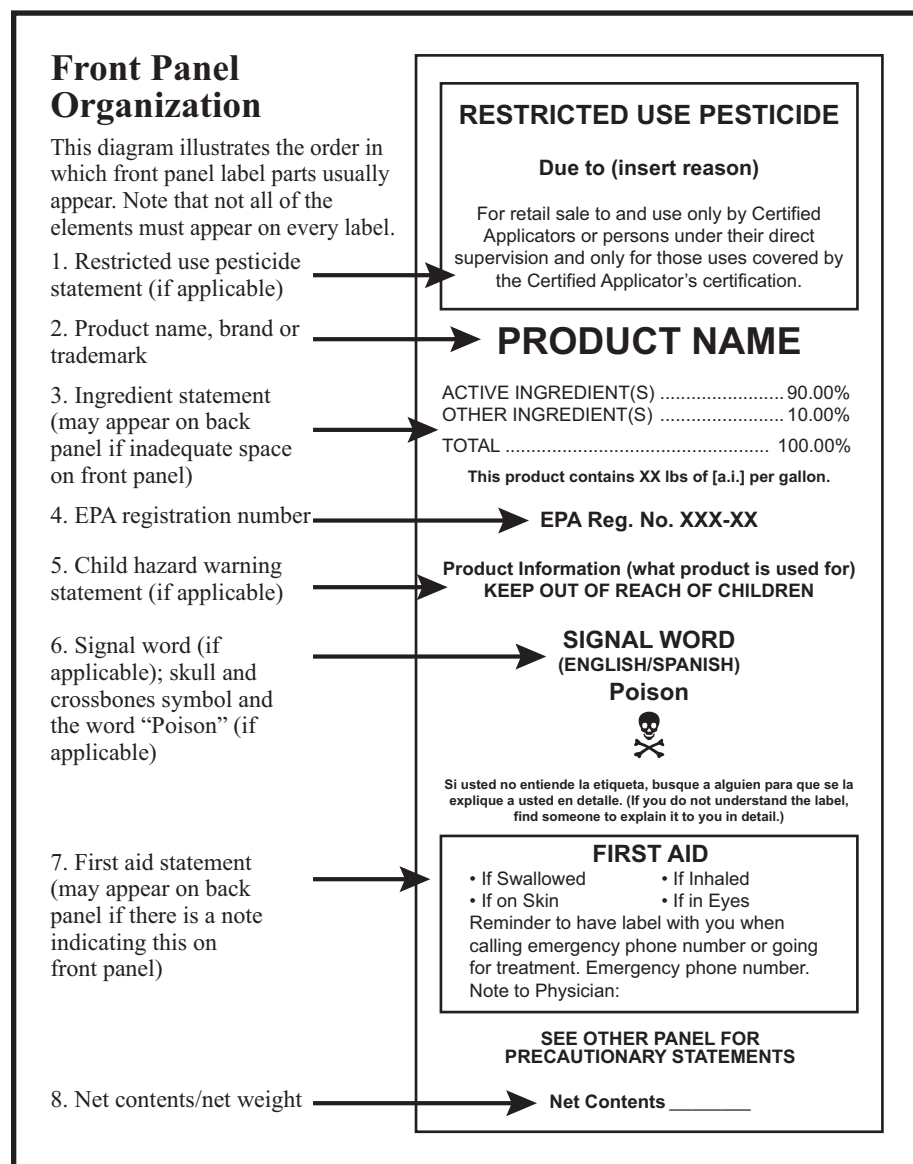 Front Panel
Organization
This diagram illustrates the order in
which front panel label parts usually
appear. Note that not all of the
elements must appear on every label.
1. Restricted use pesticide
statement (if applicable)
2. Product name, brand or
trademark
3. Ingredient statement
(may appear on back
panel if inadequate space
on front panel)
4. EPA registration number
5. Child hazard warning
statement (if applicable)
6. Signal word (if
applicable); skull and
crossbones symbol and
the word “Poison” (if
applicable)
7. First aid statement
(may appear on back
panel if there is a note
indicating this on
front panel)
8. Net contents/net weight
RESTRICTED USE PESTICIDE
Due to (insert reason)
For retail sale to and use only by Certified
Applicators or persons under their direct
supervision and only for those uses covered by
the Certified Applicator’s certification.
PRODUCT NAME
ACTIVE INGREDIENT(S) ........................ 90.00%
OTHER INGREDIENT(S) ........................ 10.00%
TOTAL ................................................... 100.00%
This product contains XX lbs of [a.i.] per gallon.
EPA Reg. No. XXX-XX
Product Information (what product is used for)
KEEP OUT OF REACH OF CHILDREN
SIGNAL WORD
(ENGLISH/SPANISH)
Poison
Si usted no entiende la etiqueta, busque a alguien para que se la
explique a usted en detalle. (If you do not understand the label,
find someone to explain it to you in detail.)
FIRST AID
• If Swallowed • If Inhaled
• If on Skin • If in Eyes
Reminder to have label with you when
calling emergency phone number or going
for treatment. Emergency phone number.
Note to Physician:
SEE OTHER PANEL FOR
PRECAUTIONARY STATEMENTS
Net Contents ________